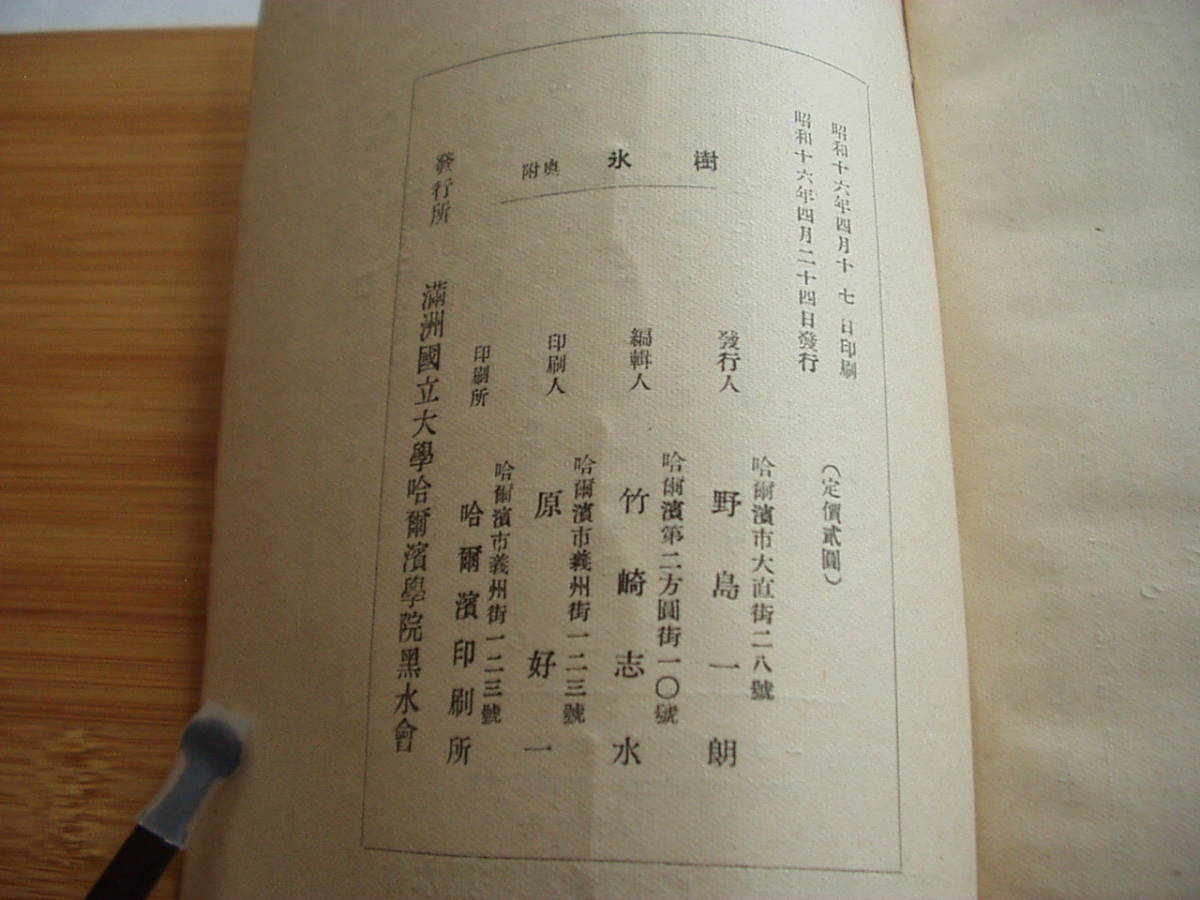 昭和十六年四月十七日印刷
昭和十六年四月二十四日發行
（定價貳圓）
樹氷
奥附
發行人
哈爾濱市大直街二八號
野島一朗
編輯人
哈爾濱第二方圓街一〇號
竹崎志水
印刷人
哈爾濱市義州街一二三號
原好一
印刷所
哈爾濱市義州街一二三號
哈爾濱印刷所
發行所
滿洲國立大學哈爾濱學院黑水會